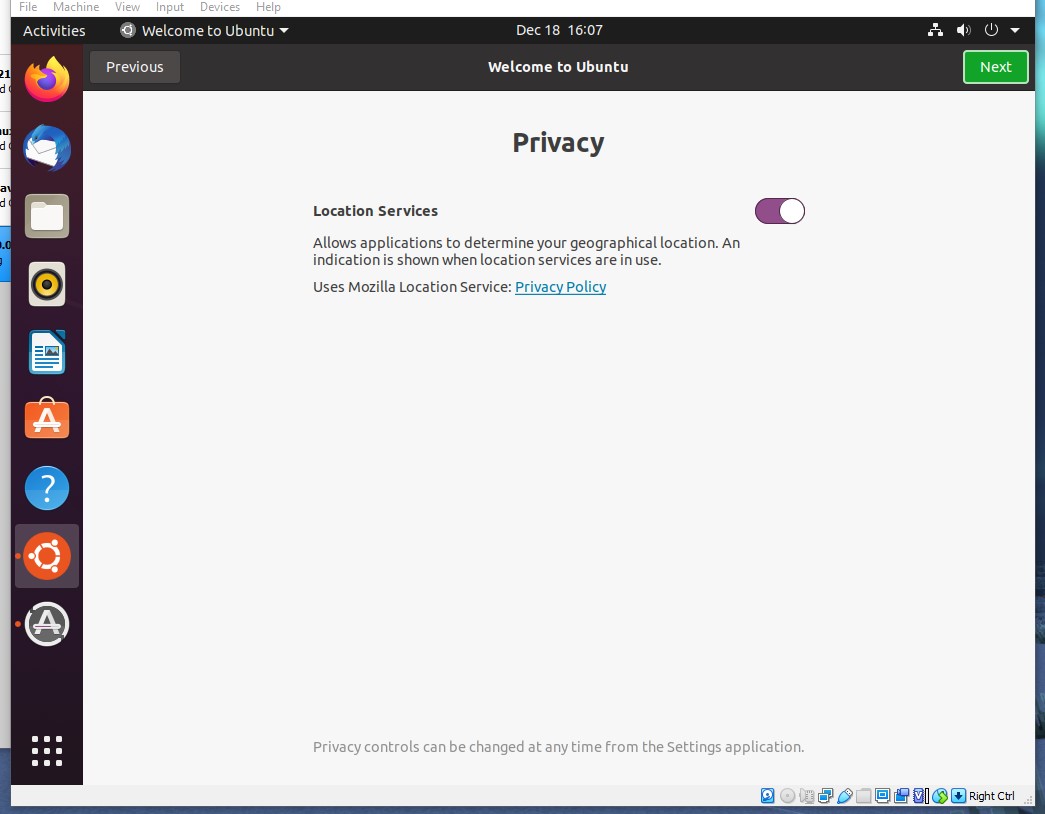 File Machine View Input Devices Help
Activities Welcome to Ubuntu Dec 18 16:07
Previous Welcome to Ubuntu Next
Privacy
Location Services
Allows applications to determine your geographical location. An
indication is shown when location services are in use.
Uses Mozilla Location Service: Privacy Policy
Privacy controls can be changed at any time from the Settings application.
Right Ctrl